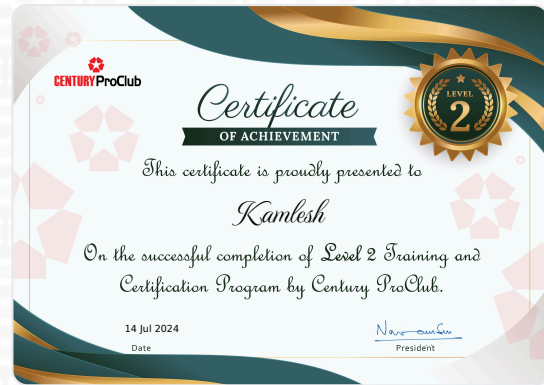 CENTURY ProClub
Certificate
OF ACHIEVEMENT
LEVEL
2
This certificate is proudly presented to
Kamlesh
On the successful completion of Level 2 Training and
Certification Program by Century ProClub.
14 Jul 2024
Date
President